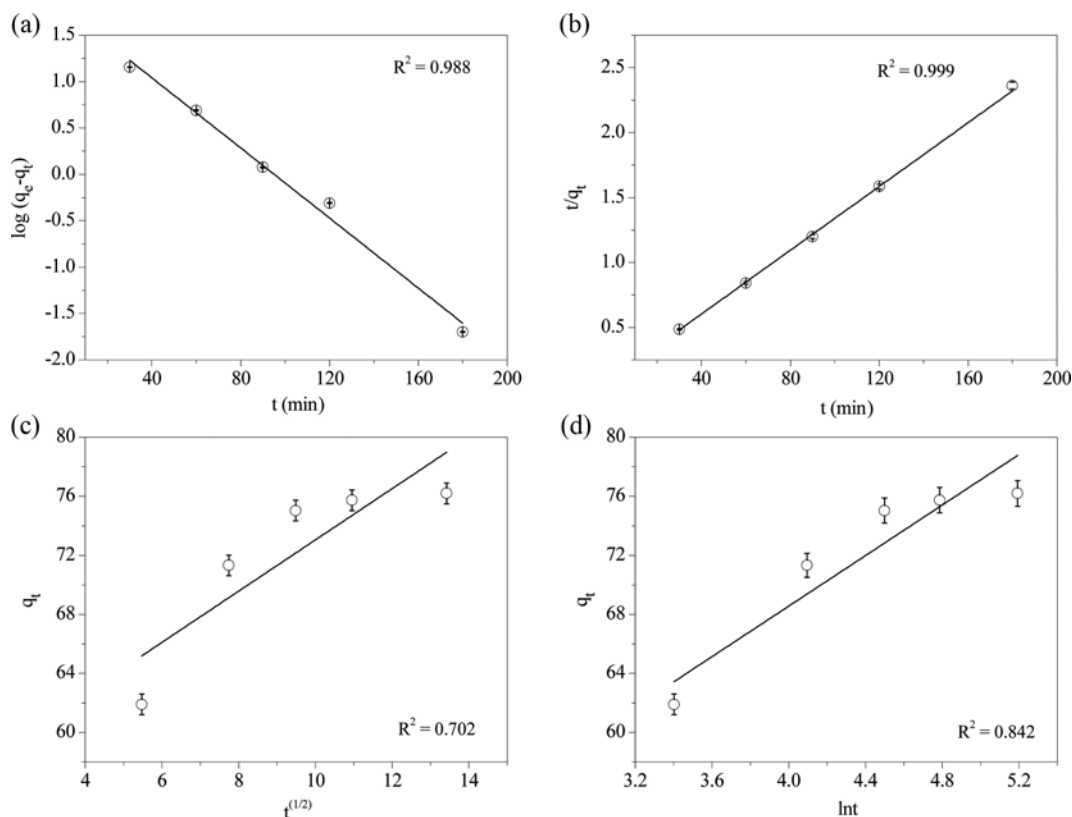 (a)
R² = 0.988
log (qₑ-qₜ)
1.5
1.0
0.5
0.0
-0.5
-1.0
-1.5
-2.0
40 80 120 160 200
t (min)
(b)
R² = 0.999
t/qₜ
2.5
2.0
1.5
1.0
0.5
40 80 120 160 200
t (min)
(c)
qₜ
80
76
72
68
64
60
R² = 0.702
4 6 8 10 12 14
t^(1/2)
(d)
qₜ
80
76
72
68
64
60
R² = 0.842
3.2 3.6 4.0 4.4 4.8 5.2
lnt